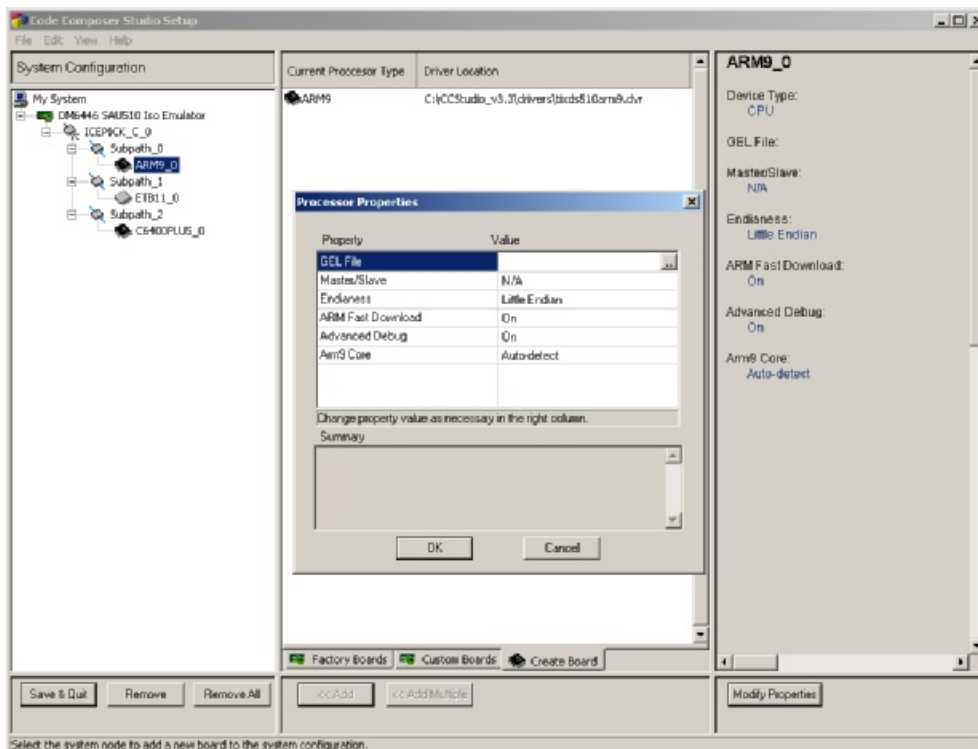 Code Composer Studio Setup
File Edit View Help
System Configuration
My System
DM6446 SAU510 Iso Emulator
ICEPICK_C_0
Subpath_0
ARM9_0
Subpath_1
ETB11_0
Subpath_2
C6400PLUS_0
Save & Quit Remove Remove All
Current Processor Type Driver Location
ARM9 C:\CCStudio_v3.3\drivers\tixds510arm9.dvr
Processor Properties
Property Value
GEL File ...
Master/Slave N/A
Endianess Little Endian
ARM Fast Download On
Advanced Debug On
Arm9 Core Auto-detect
Change property value as necessary in the right column.
Summary
OK Cancel
Factory Boards Custom Boards Create Board
<< Add << Add Multiple
ARM9_0
Device Type:
CPU
GEL File:
Master/Slave:
N/A
Endianess:
Little Endian
ARM Fast Download:
On
Advanced Debug:
On
Arm9 Core:
Auto-detect
Modify Properties
Select the system node to add a new board to the system configuration.